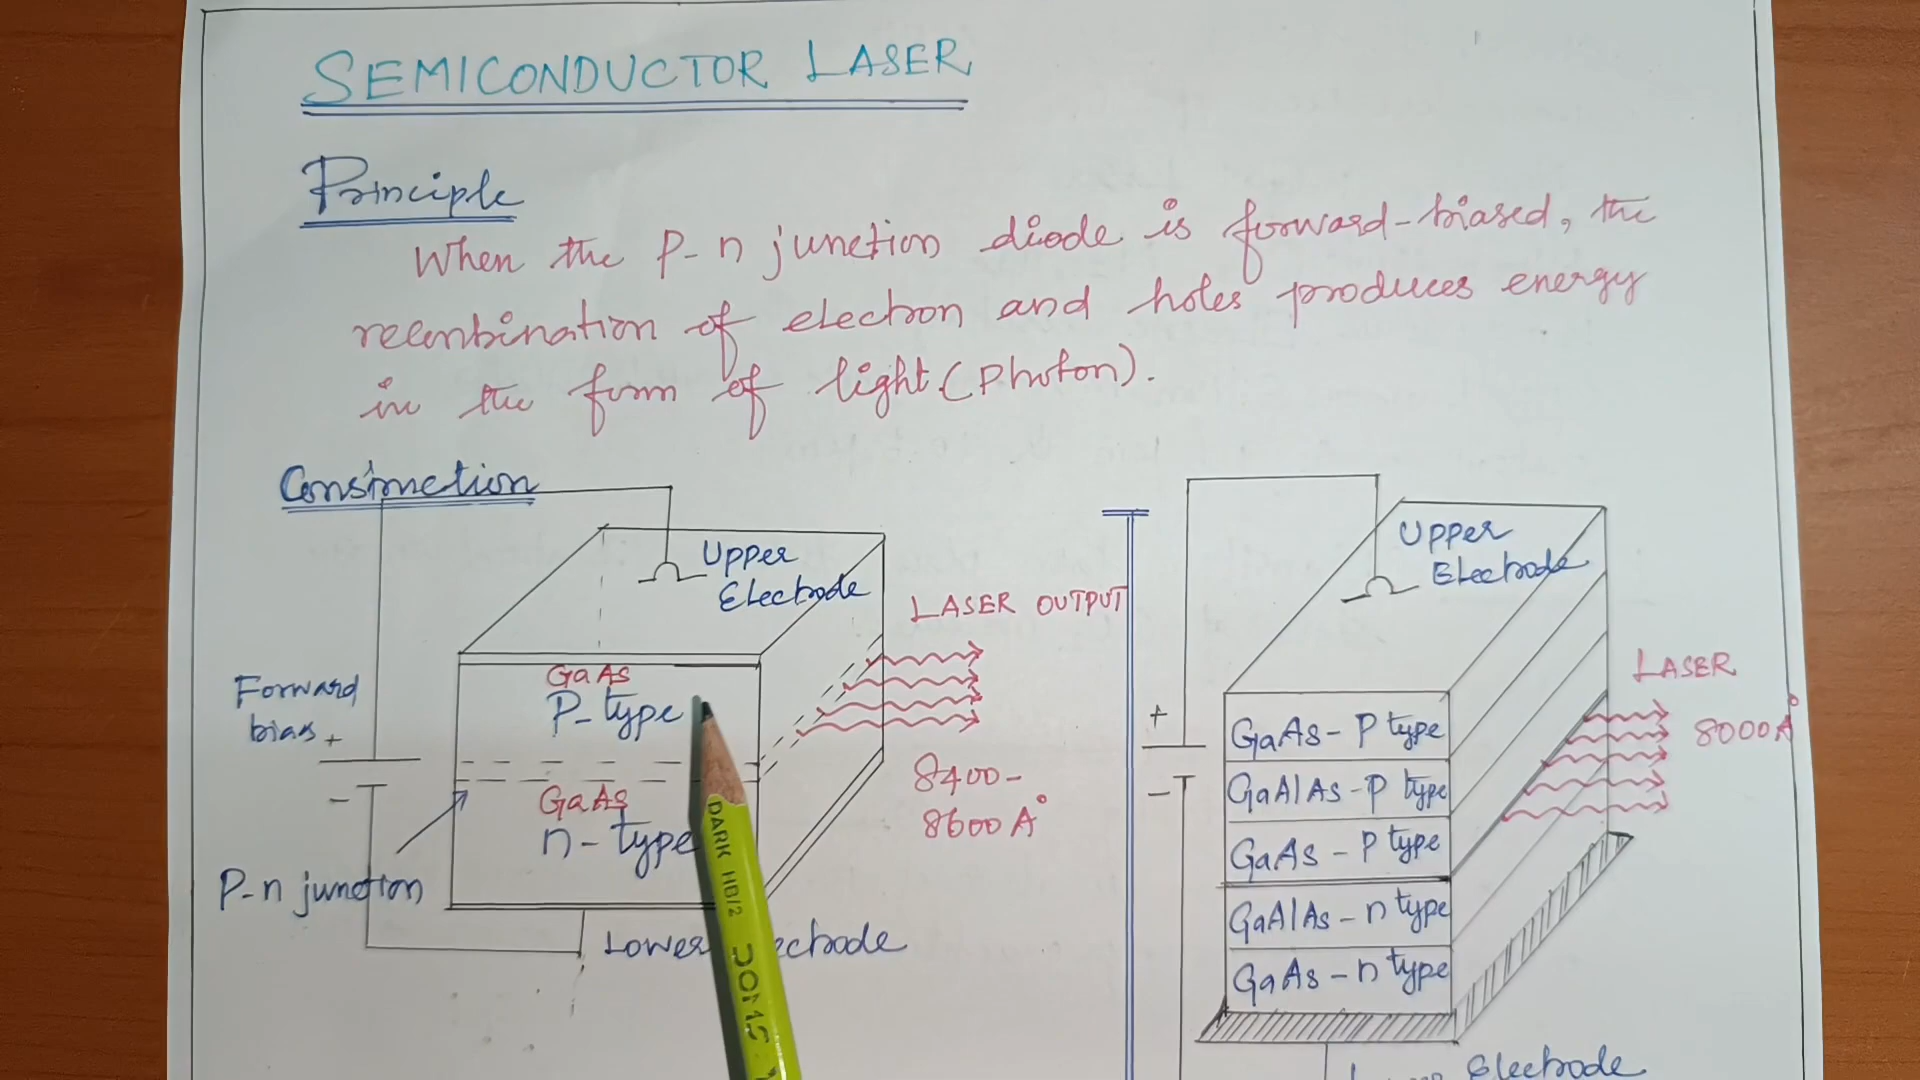 SEMICONDUCTOR LASER
Principle
When the P-n junction diode is forward-biased, the
recombination of electron and holes produces energy
in the form of light (Photon).
Construction
Upper
Electrode
LASER OUTPUT
GaAs
P-type
Forward
bias
+
-
GaAs
n-type
8400-
8600 A°
P-n junction
Lower
DARK HB/2 DOMS
Upper
Electrode
LASER
8000A°
+
-
GaAs - P type
GaAlAs - P type
GaAs - P type
GaAlAs - n type
GaAs - n type
Electrode